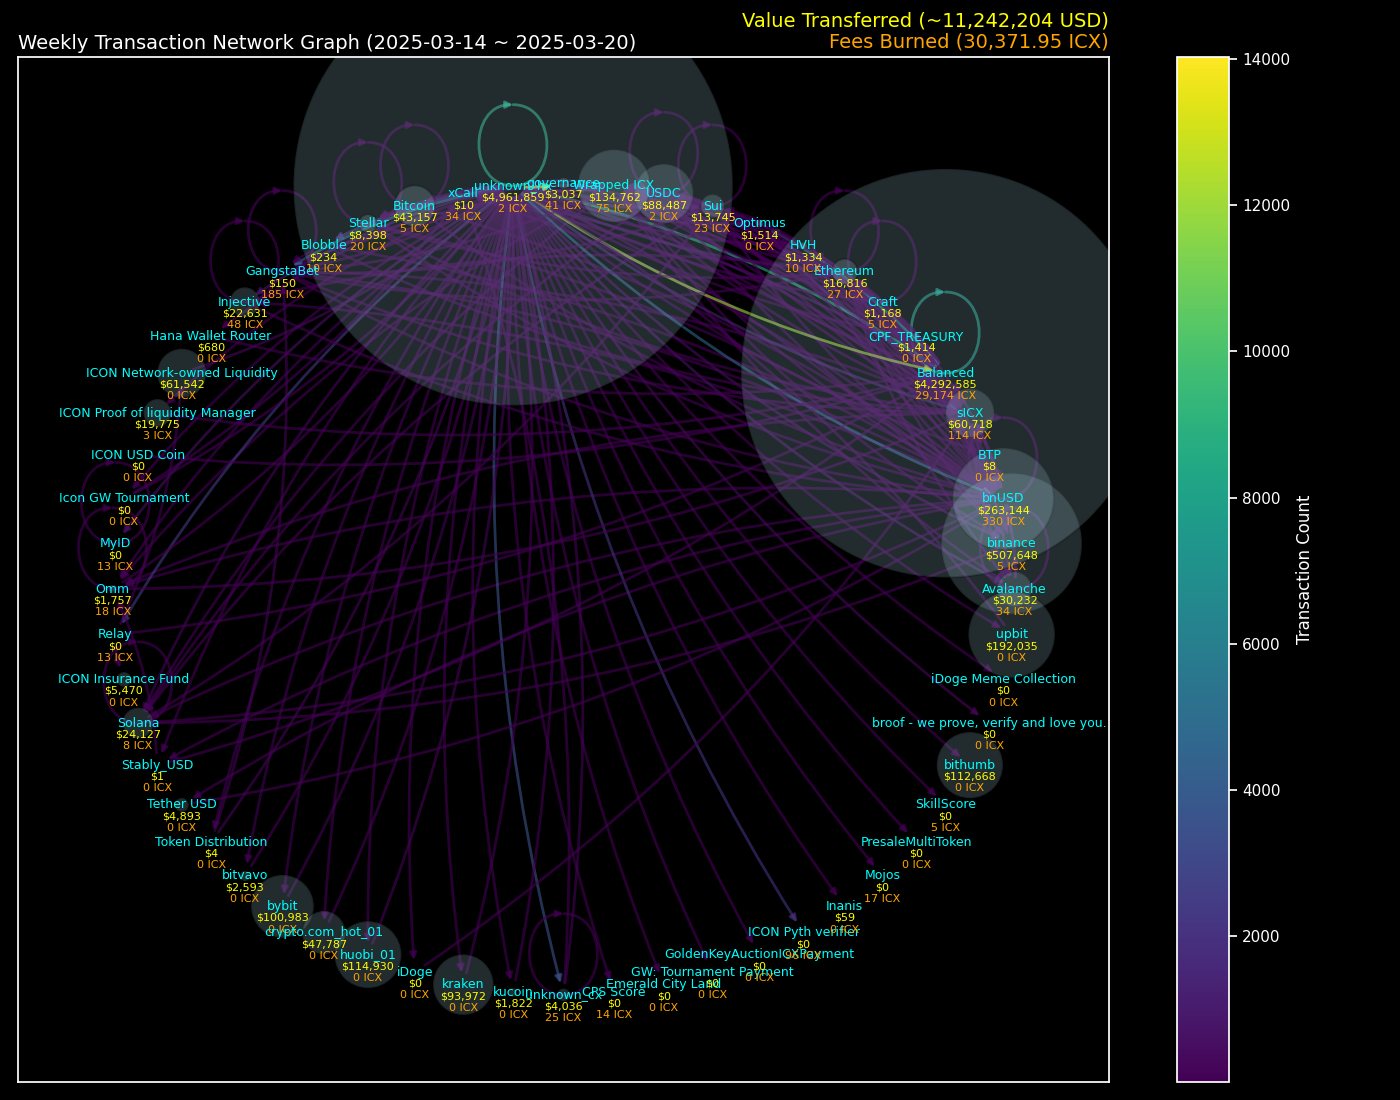 Value Transferred (~11,242,204 USD)
Weekly Transaction Network Graph (2025-03-14 ~ 2025-03-20)
Fees Burned (30,371.95 ICX)
governance
$3,037
41 ICX
$4,961,859
2 ICX
Wrapped ICX
$134,762
75 ICX
xCall
$10
34 ICX
USDC
$88,487
2 ICX
Bitcoin
$43,157
5 ICX
Sui
$13,745
23 ICX
Stellar
$8,398
20 ICX
Optimus
$1,514
0 ICX
Blobble
$234
HVH
$1,334
10 ICX
GangstaBet
$150
185 ICX
Ethereum
$16,816
27 ICX
Injective
$22,631
48 ICX
Craft
$1,168
5 ICX
Hana Wallet Router
$680
0 ICX
CPF_TREASURY
$1,414
0 ICX
ICON Network-owned Liquidity
$61,542
0 ICX
Balanced
$4,292,585
29,174 ICX
ICON Proof of liquidity Manager
$19,775
3 ICX
sICX
$60,718
114 ICX
ICON USD Coin
$0
0 ICX
BTP
$8
0 ICX
Icon GW Tournament
$0
0 ICX
bnUSD
$263,144
330 ICX
MyID
$0
13 ICX
binance
$507,648
5 ICX
Omm
$1,757
18 ICX
Avalanche
$30,232
34 ICX
Relay
$0
13 ICX
upbit
$192,035
0 ICX
ICON Insurance Fund
$5,470
0 ICX
iDoge Meme Collection
$0
0 ICX
Solana
$24,127
8 ICX
broof - we prove, verify and love you.
$0
0 ICX
Stably_USD
$1
0 ICX
bithumb
$112,668
0 ICX
Tether USD
$4,893
0 ICX
SkillScore
$0
5 ICX
Token Distribution
$4
0 ICX
PresaleMultiToken
$0
0 ICX
bitvavo
$2,593
0 ICX
Mojos
$0
17 ICX
bybit
$100,983
0 ICX
Inanis
$59
0 ICX
crypto.com_hot_01
$47,787
0 ICX
ICON Pyth verifier
$0
huobi_01
$114,930
0 ICX
GoldenKeyAuctionICXPayment
$0
0 ICX
iDoge
$0
0 ICX
GW: Tournament Payment
$0
0 ICX
kraken
$93,972
0 ICX
Emerald City Land
$0
0 ICX
kucoin
$1,822
0 ICX
unknown_cx
$4,036
25 ICX
CPS Score
$0
14 ICX
14000
12000
10000
8000
6000
4000
2000
Transaction Count